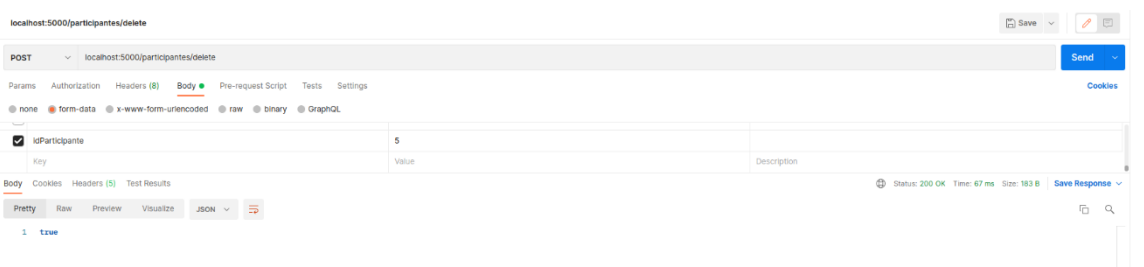 localhost:5000/participantes/delete
Save
POST localhost:5000/participantes/delete Send
Params Authorization Headers (8) Body Pre-request Script Tests Settings Cookies
none form-data x-www-form-urlencoded raw binary GraphQL
idParticipante 5
Key Value Description
Body Cookies Headers (5) Test Results Status: 200 OK Time: 67 ms Size: 183 B Save Response
Pretty Raw Preview Visualize JSON
1 true